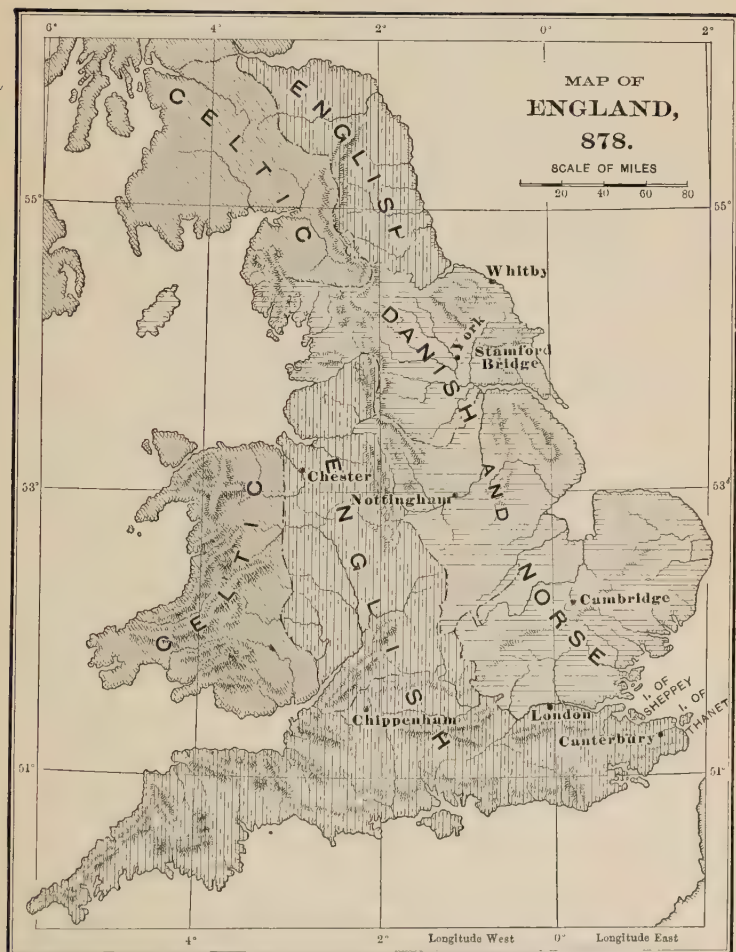 6°
4°
2°
0°
2°
MAP OF
ENGLAND,
878.
SCALE OF MILES
20 40 60 80
CELTIC
ENGLISH
55°
55°
Whitby
DANISH
York
Stamford
Bridge
AND
NORSE
53°
53°
Chester
Nottingham
CELTIC
ENGLISH
Cambridge
I. OF
SHEPPEY
I. OF
THANET
London
Chippenham
Canterbury
51°
51°
4°
2°
Longitude West
0°
Longitude East